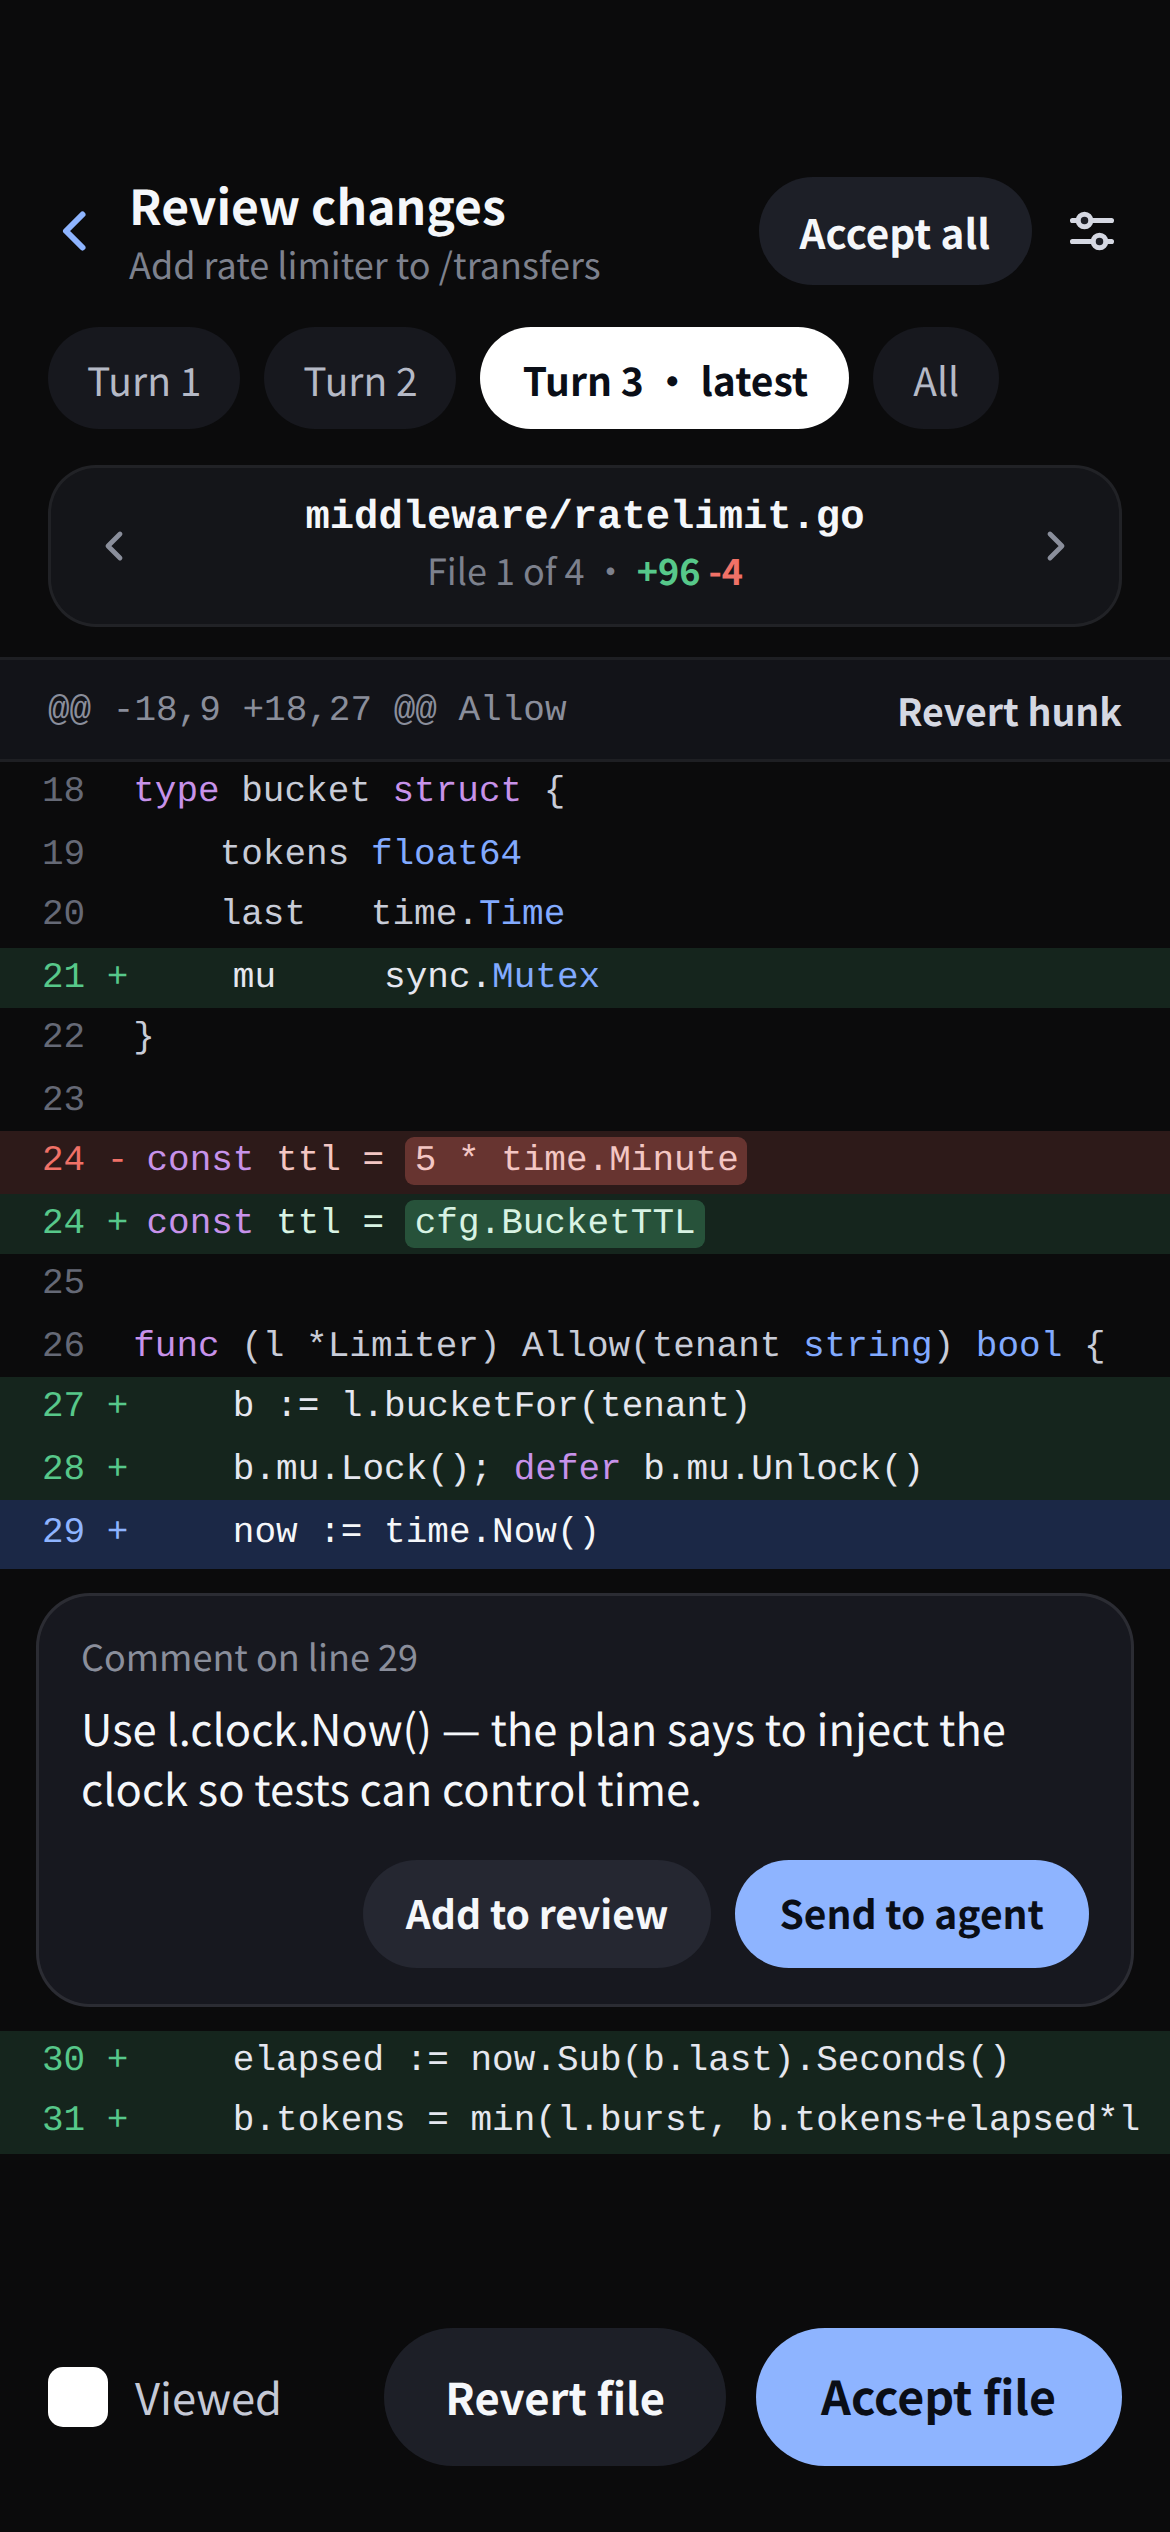 Review changes
Add rate limiter to /transfers
Accept all
Turn 1
Turn 2
Turn 3 • latest
All
middleware/ratelimit.go
File 1 of 4 • +96 -4
@@ -18,9 +18,27 @@ Allow
Revert hunk
18 type bucket struct {
19     tokens float64
20     last   time.Time
21 +     mu     sync.Mutex
22 }
23
24 - const ttl = 5 * time.Minute
24 + const ttl = cfg.BucketTTL
25
26 func (l *Limiter) Allow(tenant string) bool {
27 +     b := l.bucketFor(tenant)
28 +     b.mu.Lock(); defer b.mu.Unlock()
29 +     now := time.Now()
Comment on line 29
Use l.clock.Now() — the plan says to inject the
clock so tests can control time.
Add to review
Send to agent
30 +     elapsed := now.Sub(b.last).Seconds()
31 +     b.tokens = min(l.burst, b.tokens+elapsed*l
Viewed
Revert file
Accept file